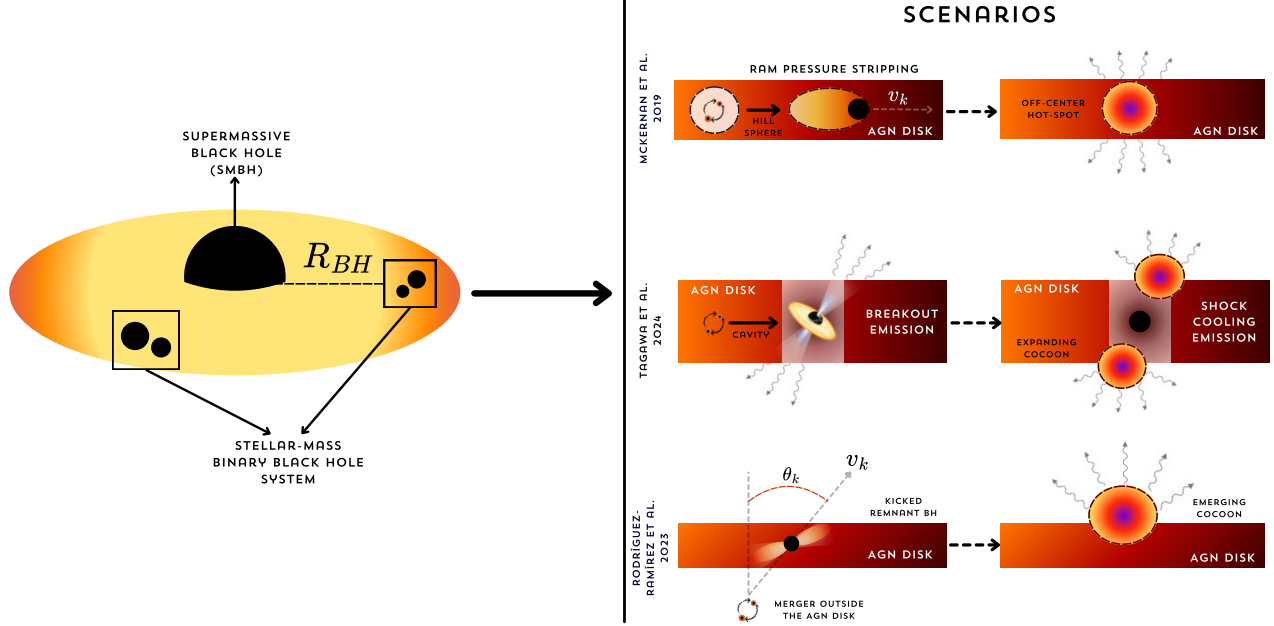 SUPERMASSIVE
BLACK HOLE
(SMBH)
R_BH
STELLAR-MASS
BINARY BLACK HOLE
SYSTEM
SCENARIOS
MCKERNAN ET AL.
2019
RAM PRESSURE STRIPPING
HILL
SPHERE
v_k
AGN DISK
OFF-CENTER
HOT-SPOT
AGN DISK
TAGAWA ET AL.
2024
AGN DISK
CAVITY
BREAKOUT
EMISSION
AGN DISK
EXPANDING
COCOON
SHOCK
COOLING
EMISSION
RODRÍGUEZ-
RAMÍREZ ET AL.
2023
θ_k
v_k
KICKED
REMNANT BH
AGN DISK
MERGER OUTSIDE
THE AGN DISK
EMERGING
COCOON
AGN DISK